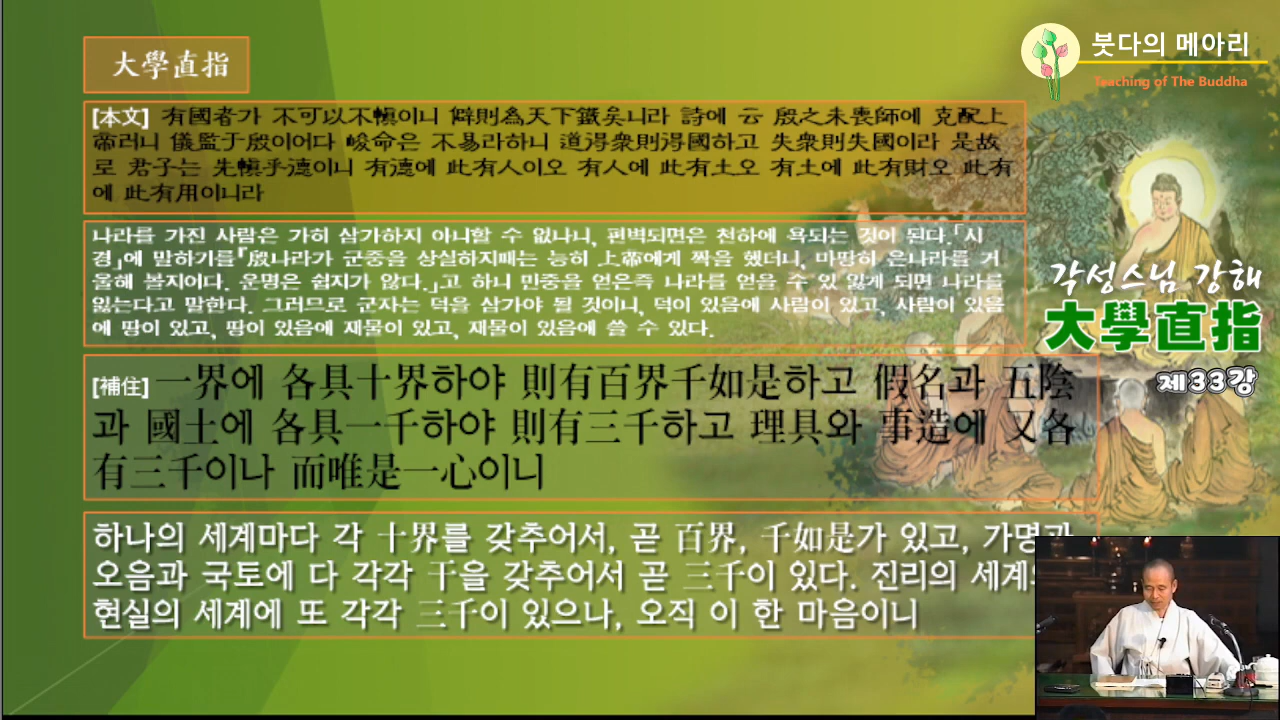 大學直指
붓다의 메아리
Teaching of The Buddha
[本文] 有國者가 不可以不愼이니 僻則為天下鐵矣니라 詩에 云 殷之未喪師에 克配上
帝러니 儀監于殷이어다 峻命은 不易라하니 道得衆則得國하고 失衆則失國이라 是故
로 君子는 先愼乎德이니 有德에 此有人이오 有人에 此有土오 有土에 此有財오 此有
에 此有用이니라
나라를 가진 사람은 가히 삼가하지 아니할 수 없나니, 편벽되면은 천하에 욕되는 것이 된다.「시
경」에 말하기를『殷나라가 군중을 상실하지때는 능히 上帝에게 짝을 했더니, 마땅히 은나라를 거
울해 볼지어다. 운명은 쉽지가 않다.」고 하니 민중을 얻은즉 나라를 얻을 수 있 잃게 되면 나라를
잃는다고 말한다. 그러므로 군자는 덕을 삼가야 될 것이니, 덕이 있음에 사람이 있고, 사람이 있음
에 땅이 있고, 땅이 있음에 재물이 있고, 재물이 있음에 쓸 수 있다.
[補住] 一界에 各具十界하야 則有百界千如是하고 假名과 五陰
과 國土에 各具一千하야 則有三千하고 理具와 事造에 又各
有三千이나 而唯是一心이니
하나의 세계마다 각 十界를 갖추어서, 곧 百界, 千如是가 있고, 가명과
오음과 국토에 다 각각 干을 갖추어서 곧 三千이 있다. 진리의 세계
현실의 세계에 또 각각 三千이 있으나, 오직 이 한 마음이니
각성스님 강해
大學直指
제33강